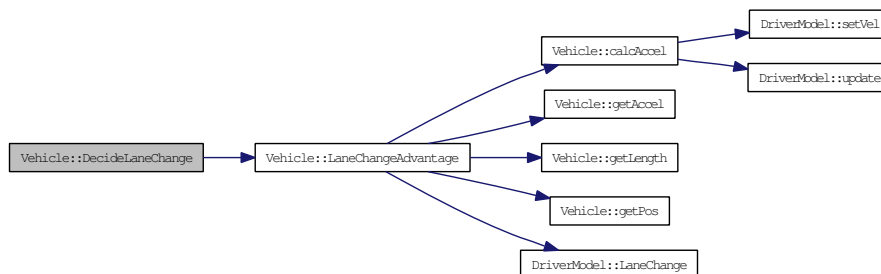 DriverModel::setVel
Vehicle::calcAccel
DriverModel::update
Vehicle::getAccel
Vehicle::DecideLaneChange
Vehicle::LaneChangeAdvantage
Vehicle::getLength
Vehicle::getPos
DriverModel::LaneChange